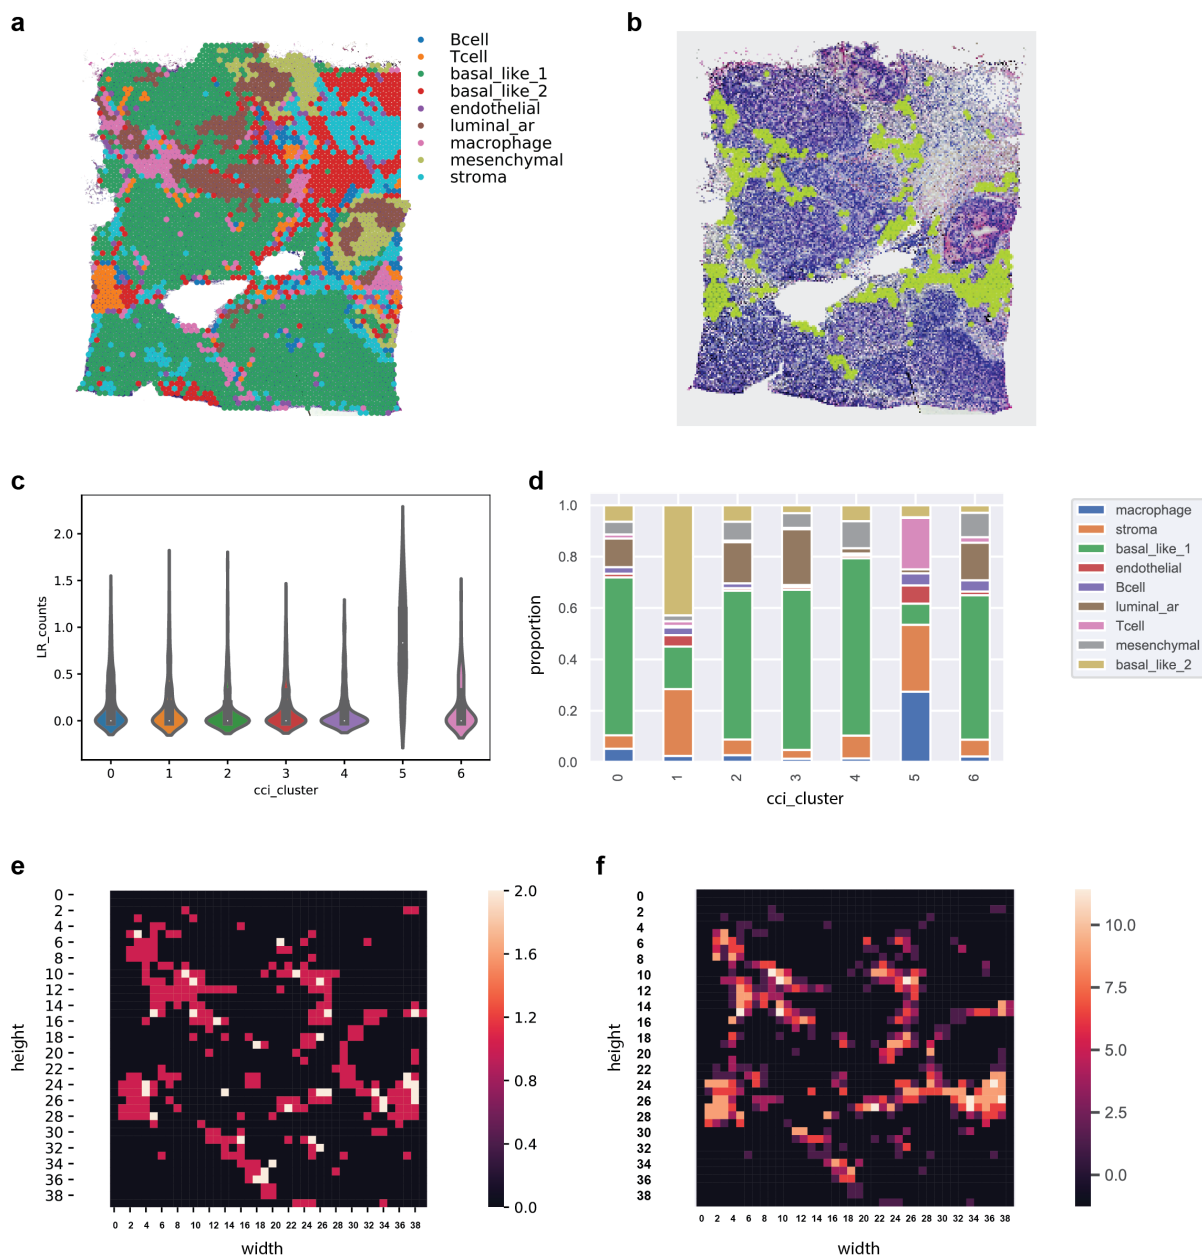 a
Bcell
Tcell
basal_like_1
basal_like_2
endothelial
luminal_ar
macrophage
mesenchymal
stroma
b
c
LR_counts
2.0
1.5
1.0
0.5
0.0
0 1 2 3 4 5 6
cci_cluster
d
proportion
1.0
0.8
0.6
0.4
0.2
0.0
0 1 2 3 4 5 6
cci_cluster
macrophage
stroma
basal_like_1
endothelial
Bcell
luminal_ar
Tcell
mesenchymal
basal_like_2
e
height
0
2
4
6
8
10
12
14
16
18
20
22
24
26
28
30
32
34
36
38
0 2 4 6 8 10 12 14 16 18 20 22 24 26 28 30 32 34 36 38
width
2.0
1.6
1.2
0.8
0.4
0.0
f
height
0
2
4
6
8
10
12
14
16
18
20
22
24
26
28
30
32
34
36
38
0 2 4 6 8 10 12 14 16 18 20 22 24 26 28 30 32 34 36 38
width
10.0
7.5
5.0
2.5
0.0